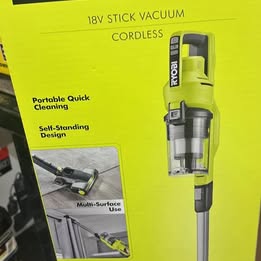 18V STICK VACUUM
CORDLESS
Portable Quick
Cleaning
Self-Standing
Design
Multi-Surface
Use
RYOBI